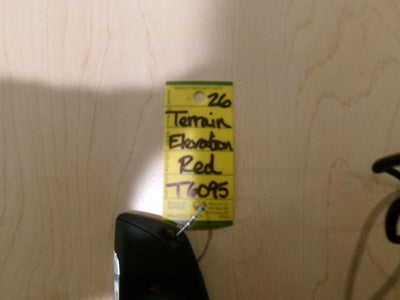 26
Terrain
Elevation
Red
T6095